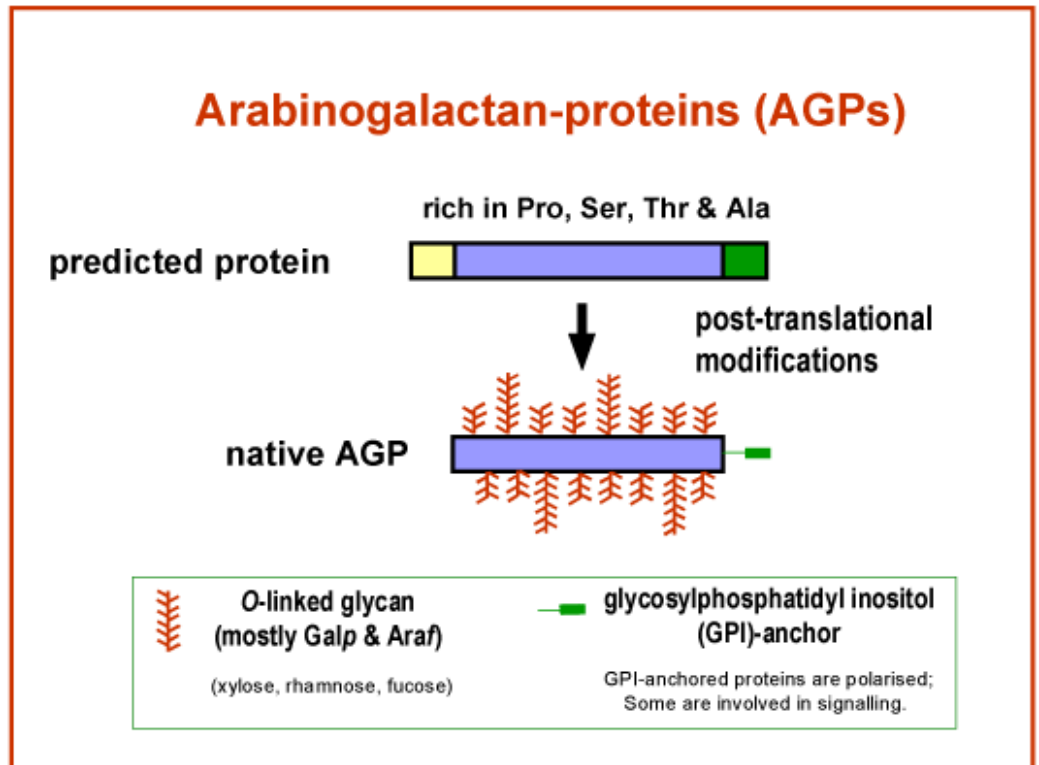 Arabinogalactan-proteins (AGPs)
rich in Pro, Ser, Thr & Ala
predicted protein
post-translational
modifications
native AGP
O-linked glycan
(mostly Galp & Araf)
(xylose, rhamnose, fucose)
glycosylphosphatidyl inositol
(GPI)-anchor
GPI-anchored proteins are polarised;
Some are involved in signalling.